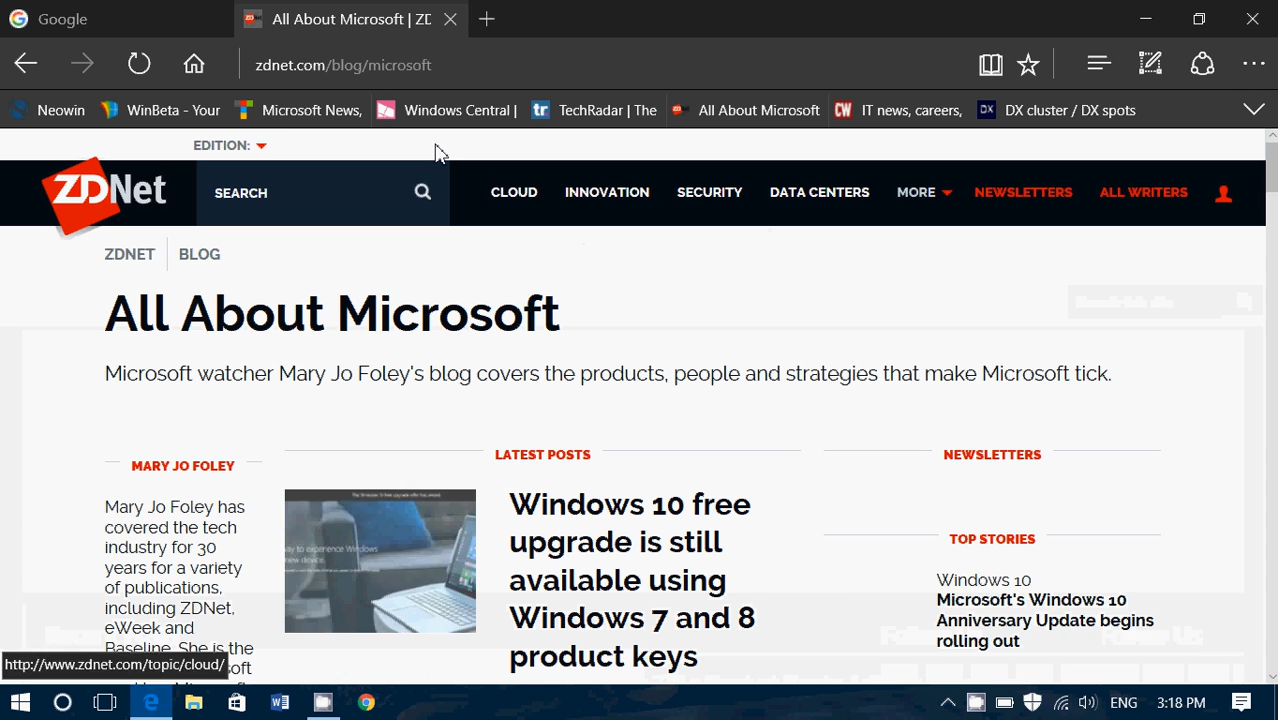 Google
All About Microsoft | ZD
zdnet.com/blog/microsoft
Neowin
WinBeta - Your
Microsoft News,
Windows Central |
TechRadar | The
All About Microsoft
IT news, careers,
DX cluster / DX spots
EDITION:
ZDNet
SEARCH
CLOUD
INNOVATION
SECURITY
DATA CENTERS
MORE
NEWSLETTERS
ALL WRITERS
ZDNET
BLOG
All About Microsoft
Microsoft watcher Mary Jo Foley's blog covers the products, people and strategies that make Microsoft tick.
MARY JO FOLEY
Mary Jo Foley has
covered the tech
industry for 30
years for a variety
of publications,
including ZDNet,
eWeek and
Baseline. She is the
LATEST POSTS
Windows 10 free
upgrade is still
available using
Windows 7 and 8
product keys
NEWSLETTERS
TOP STORIES
Windows 10
Microsoft's Windows 10
Anniversary Update begins
rolling out
http://www.zdnet.com/topic/cloud/
ENG
3:18 PM